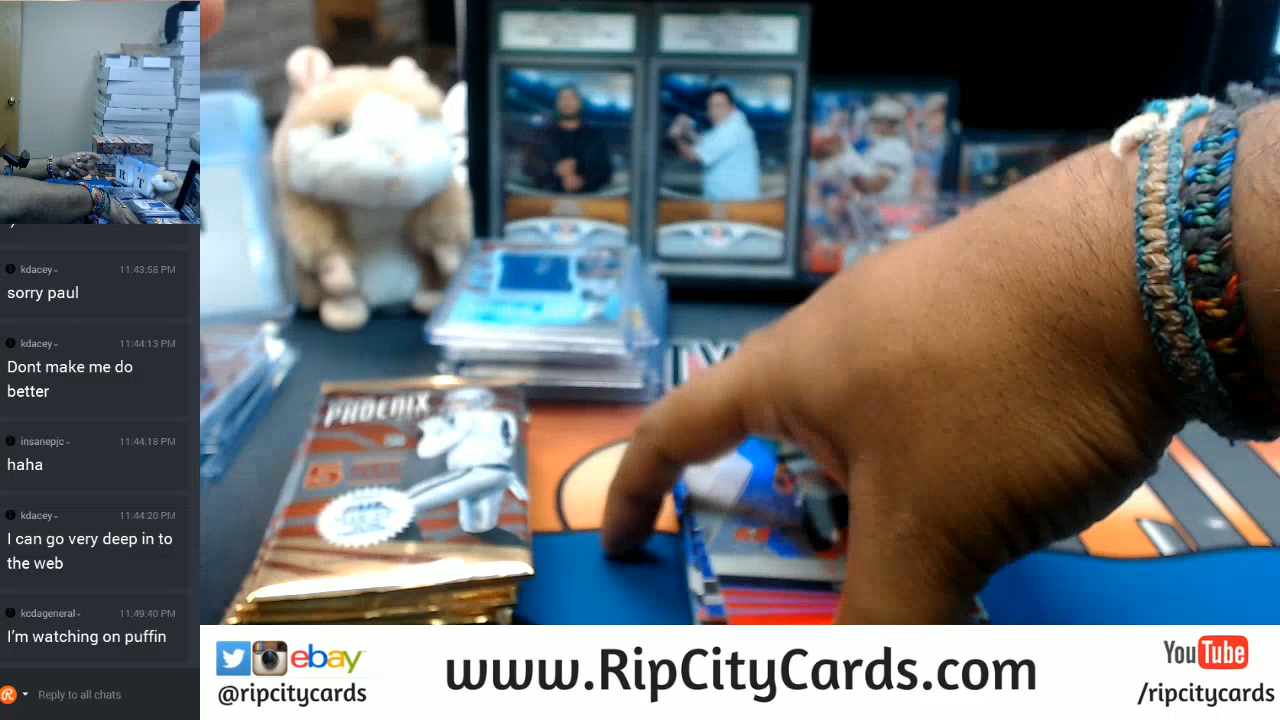 kdacey- 11:43:58 PM
sorry paul
kdacey- 11:44:13 PM
Dont make me do
better
insanepjc- 11:44:18 PM
haha
kdacey- 11:44:20 PM
I can go very deep in to
the web
kcdageneral- 11:49:40 PM
I'm watching on puffin
Reply to all chats
PHOENIX
5
ebay
@ripcitycards
www.RipCityCards.com
YouTube
/ripcitycards